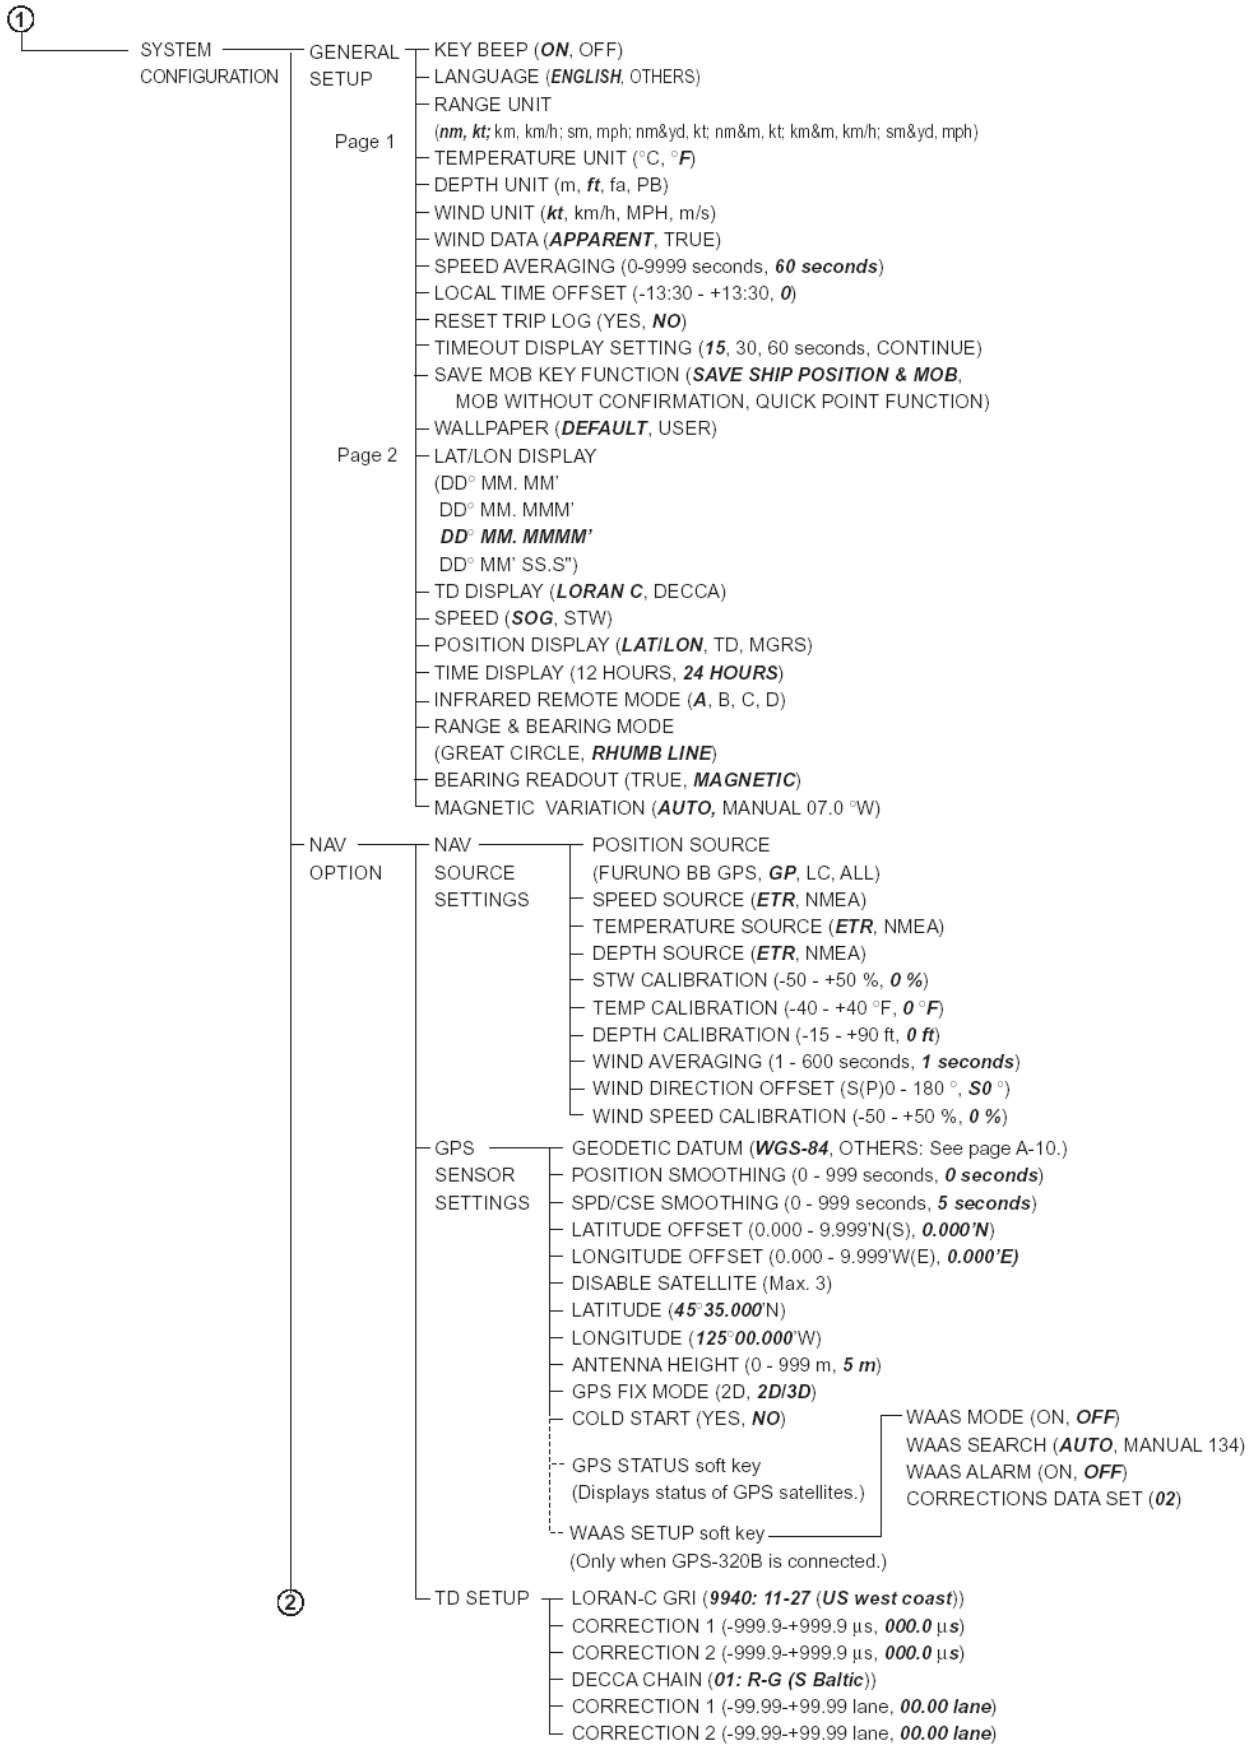 ①
SYSTEM
CONFIGURATION
GENERAL
SETUP
KEY BEEP (ON, OFF)
LANGUAGE (ENGLISH, OTHERS)
RANGE UNIT
(nm, kt; km, km/h; sm, mph; nm&yd, kt; nm&m, kt; km&m, km/h; sm&yd, mph)
Page 1
TEMPERATURE UNIT (°C, °F)
DEPTH UNIT (m, ft, fa, PB)
WIND UNIT (kt, km/h, MPH, m/s)
WIND DATA (APPARENT, TRUE)
SPEED AVERAGING (0-9999 seconds, 60 seconds)
LOCAL TIME OFFSET (-13:30 - +13:30, 0)
RESET TRIP LOG (YES, NO)
TIMEOUT DISPLAY SETTING (15, 30, 60 seconds, CONTINUE)
SAVE MOB KEY FUNCTION (SAVE SHIP POSITION & MOB,
MOB WITHOUT CONFIRMATION, QUICK POINT FUNCTION)
WALLPAPER (DEFAULT, USER)
Page 2
LAT/LON DISPLAY
(DD° MM. MM'
DD° MM. MMM'
DD° MM. MMMM'
DD° MM' SS.S")
TD DISPLAY (LORAN C, DECCA)
SPEED (SOG, STW)
POSITION DISPLAY (LAT/LON, TD, MGRS)
TIME DISPLAY (12 HOURS, 24 HOURS)
INFRARED REMOTE MODE (A, B, C, D)
RANGE & BEARING MODE
(GREAT CIRCLE, RHUMB LINE)
BEARING READOUT (TRUE, MAGNETIC)
MAGNETIC VARIATION (AUTO, MANUAL 07.0 °W)
NAV
OPTION
NAV
SOURCE
SETTINGS
POSITION SOURCE
(FURUNO BB GPS, GP, LC, ALL)
SPEED SOURCE (ETR, NMEA)
TEMPERATURE SOURCE (ETR, NMEA)
DEPTH SOURCE (ETR, NMEA)
STW CALIBRATION (-50 - +50 %, 0 %)
TEMP CALIBRATION (-40 - +40 °F, 0 °F)
DEPTH CALIBRATION (-15 - +90 ft, 0 ft)
WIND AVERAGING (1 - 600 seconds, 1 seconds)
WIND DIRECTION OFFSET (S(P)0 - 180 °, S0 °)
WIND SPEED CALIBRATION (-50 - +50 %, 0 %)
GPS
SENSOR
SETTINGS
GEODETIC DATUM (WGS-84, OTHERS: See page A-10.)
POSITION SMOOTHING (0 - 999 seconds, 0 seconds)
SPD/CSE SMOOTHING (0 - 999 seconds, 5 seconds)
LATITUDE OFFSET (0.000 - 9.999'N(S), 0.000'N)
LONGITUDE OFFSET (0.000 - 9.999'W(E), 0.000'E)
DISABLE SATELLITE (Max. 3)
LATITUDE (45°35.000'N)
LONGITUDE (125°00.000'W)
ANTENNA HEIGHT (0 - 999 m, 5 m)
GPS FIX MODE (2D, 2D/3D)
COLD START (YES, NO)
GPS STATUS soft key
(Displays status of GPS satellites.)
WAAS SETUP soft key
(Only when GPS-320B is connected.)
WAAS MODE (ON, OFF)
WAAS SEARCH (AUTO, MANUAL 134)
WAAS ALARM (ON, OFF)
CORRECTIONS DATA SET (02)
②
TD SETUP
LORAN-C GRI (9940: 11-27 (US west coast))
CORRECTION 1 (-999.9-+999.9 µs, 000.0 µs)
CORRECTION 2 (-999.9-+999.9 µs, 000.0 µs)
DECCA CHAIN (01: R-G (S Baltic))
CORRECTION 1 (-99.99-+99.99 lane, 00.00 lane)
CORRECTION 2 (-99.99-+99.99 lane, 00.00 lane)